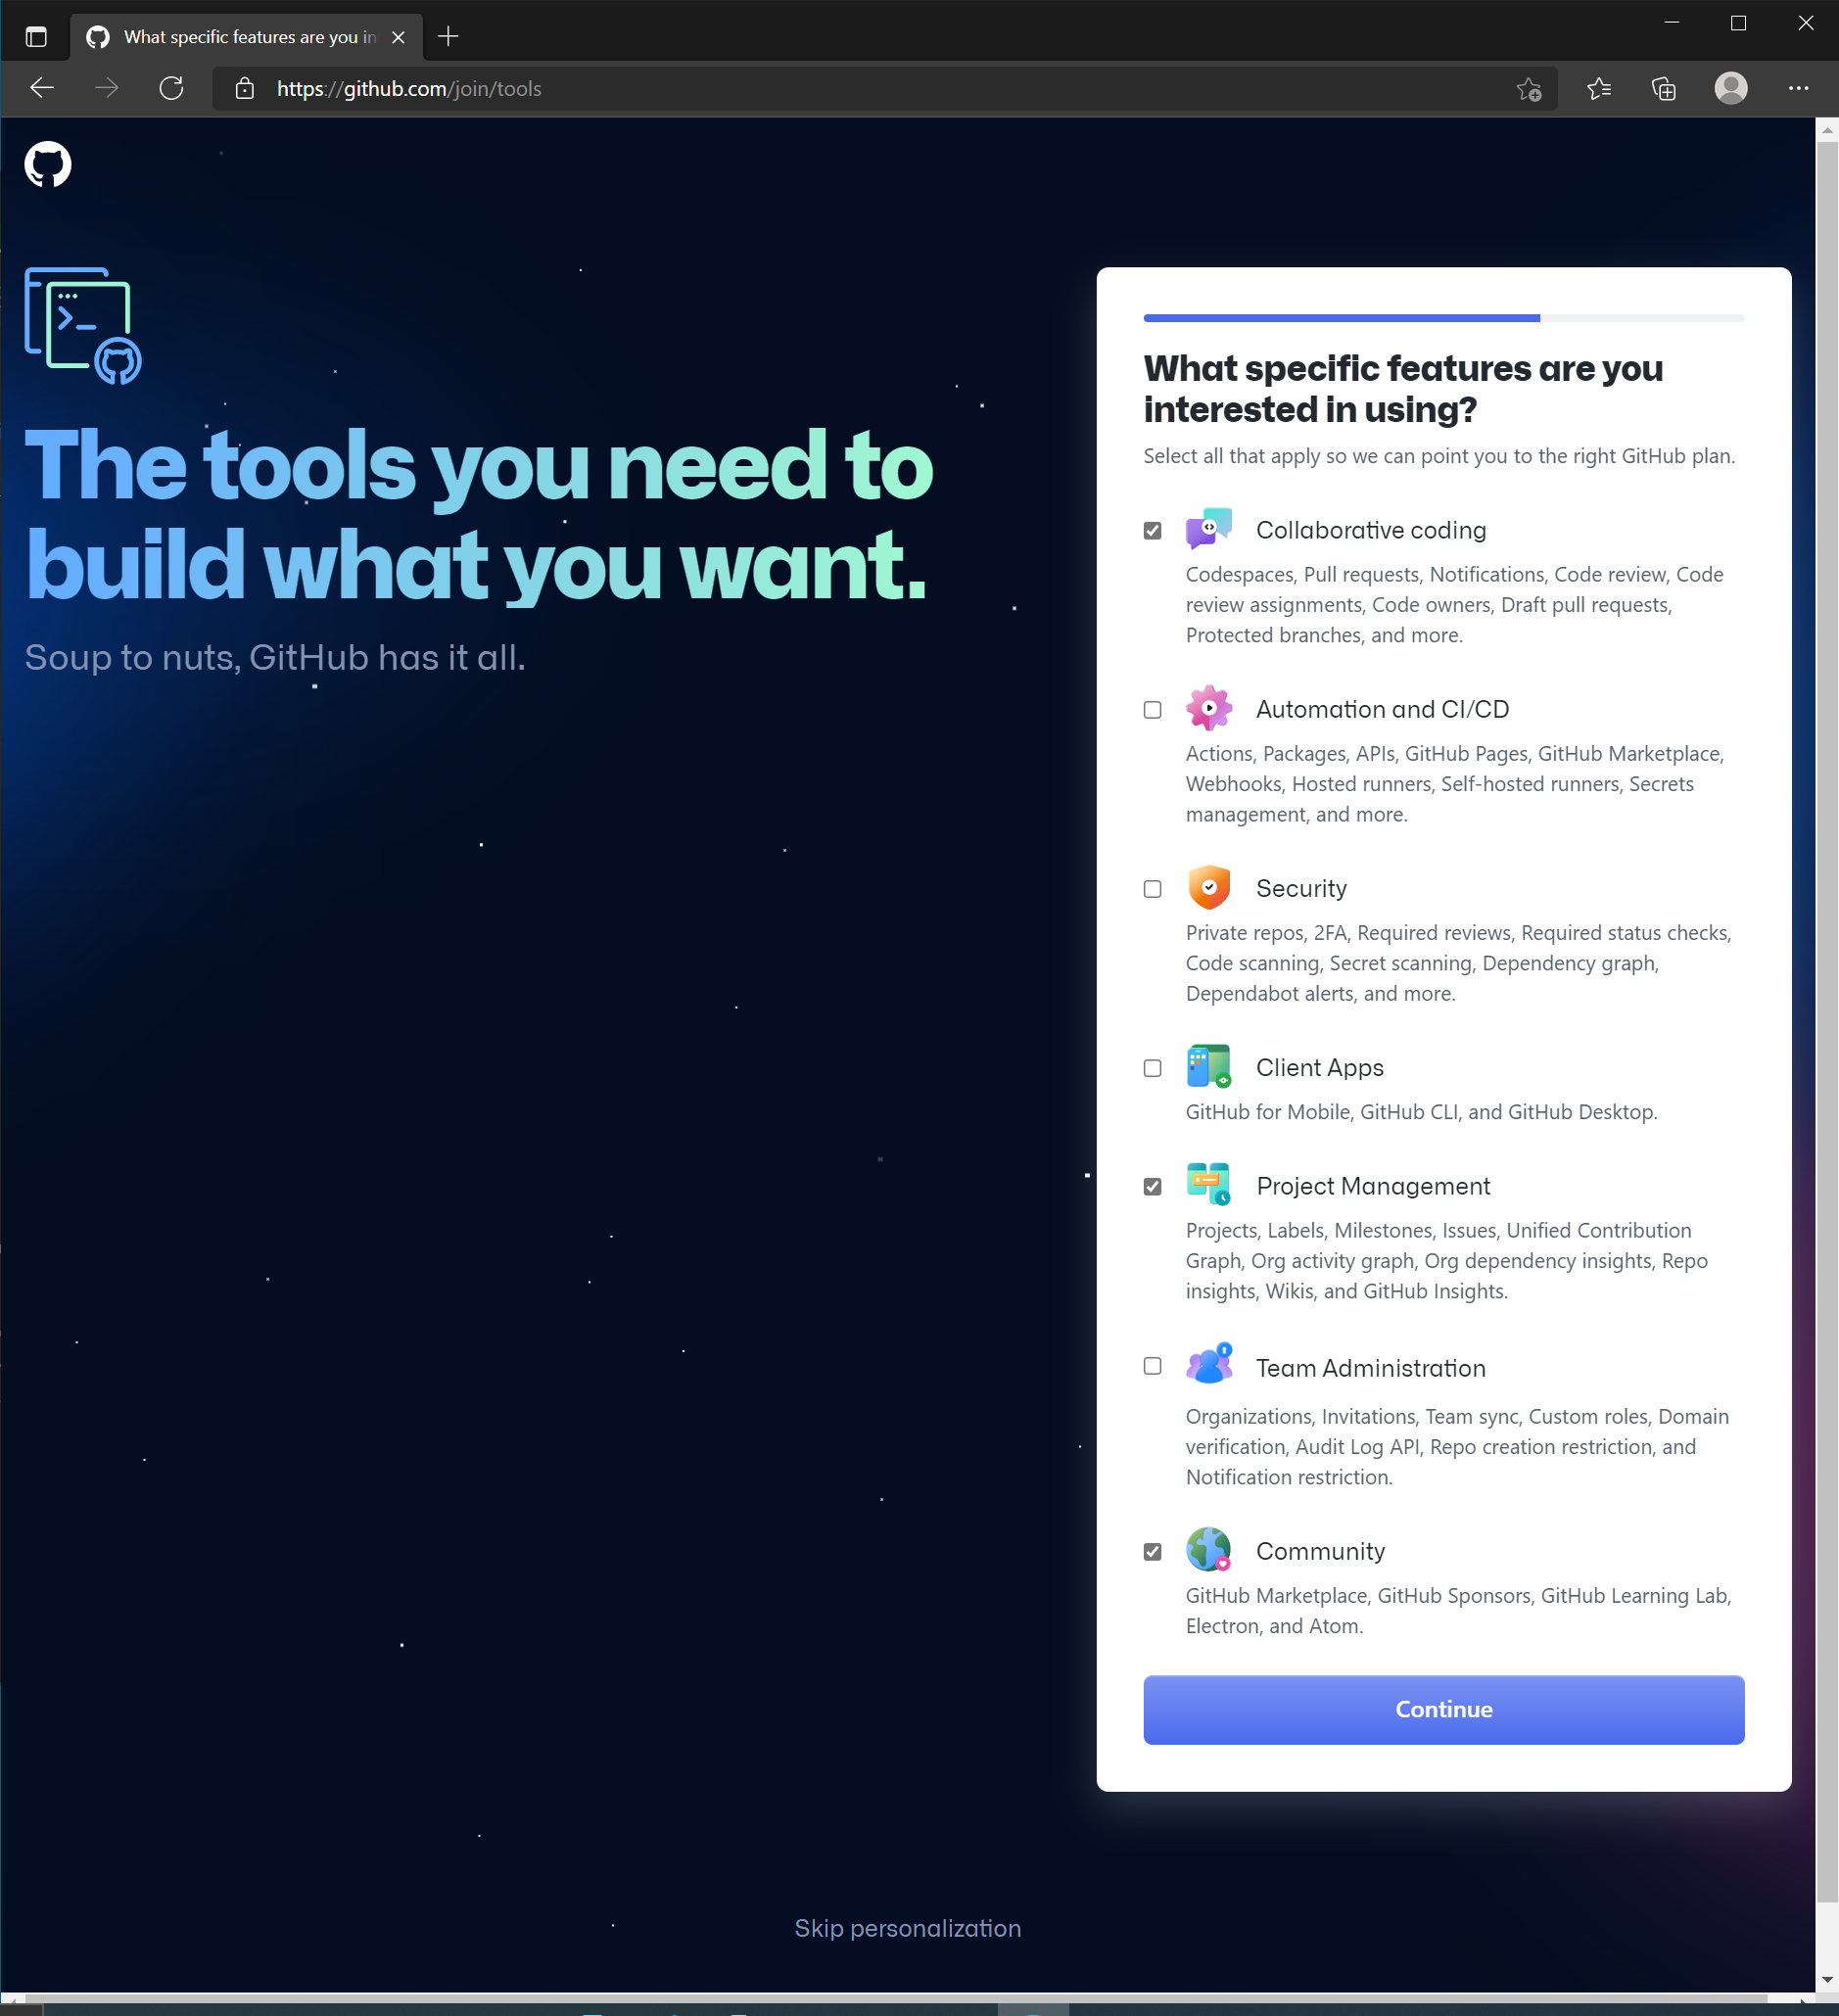 What specific features are you in
https://github.com/join/tools
The tools you need to
build what you want.
Soup to nuts, GitHub has it all.
What specific features are you
interested in using?
Select all that apply so we can point you to the right GitHub plan.
Collaborative coding
Codespaces, Pull requests, Notifications, Code review, Code
review assignments, Code owners, Draft pull requests,
Protected branches, and more.
Automation and CI/CD
Actions, Packages, APIs, GitHub Pages, GitHub Marketplace,
Webhooks, Hosted runners, Self-hosted runners, Secrets
management, and more.
Security
Private repos, 2FA, Required reviews, Required status checks,
Code scanning, Secret scanning, Dependency graph,
Dependabot alerts, and more.
Client Apps
GitHub for Mobile, GitHub CLI, and GitHub Desktop.
Project Management
Projects, Labels, Milestones, Issues, Unified Contribution
Graph, Org activity graph, Org dependency insights, Repo
insights, Wikis, and GitHub Insights.
Team Administration
Organizations, Invitations, Team sync, Custom roles, Domain
verification, Audit Log API, Repo creation restriction, and
Notification restriction.
Community
GitHub Marketplace, GitHub Sponsors, GitHub Learning Lab,
Electron, and Atom.
Continue
Skip personalization